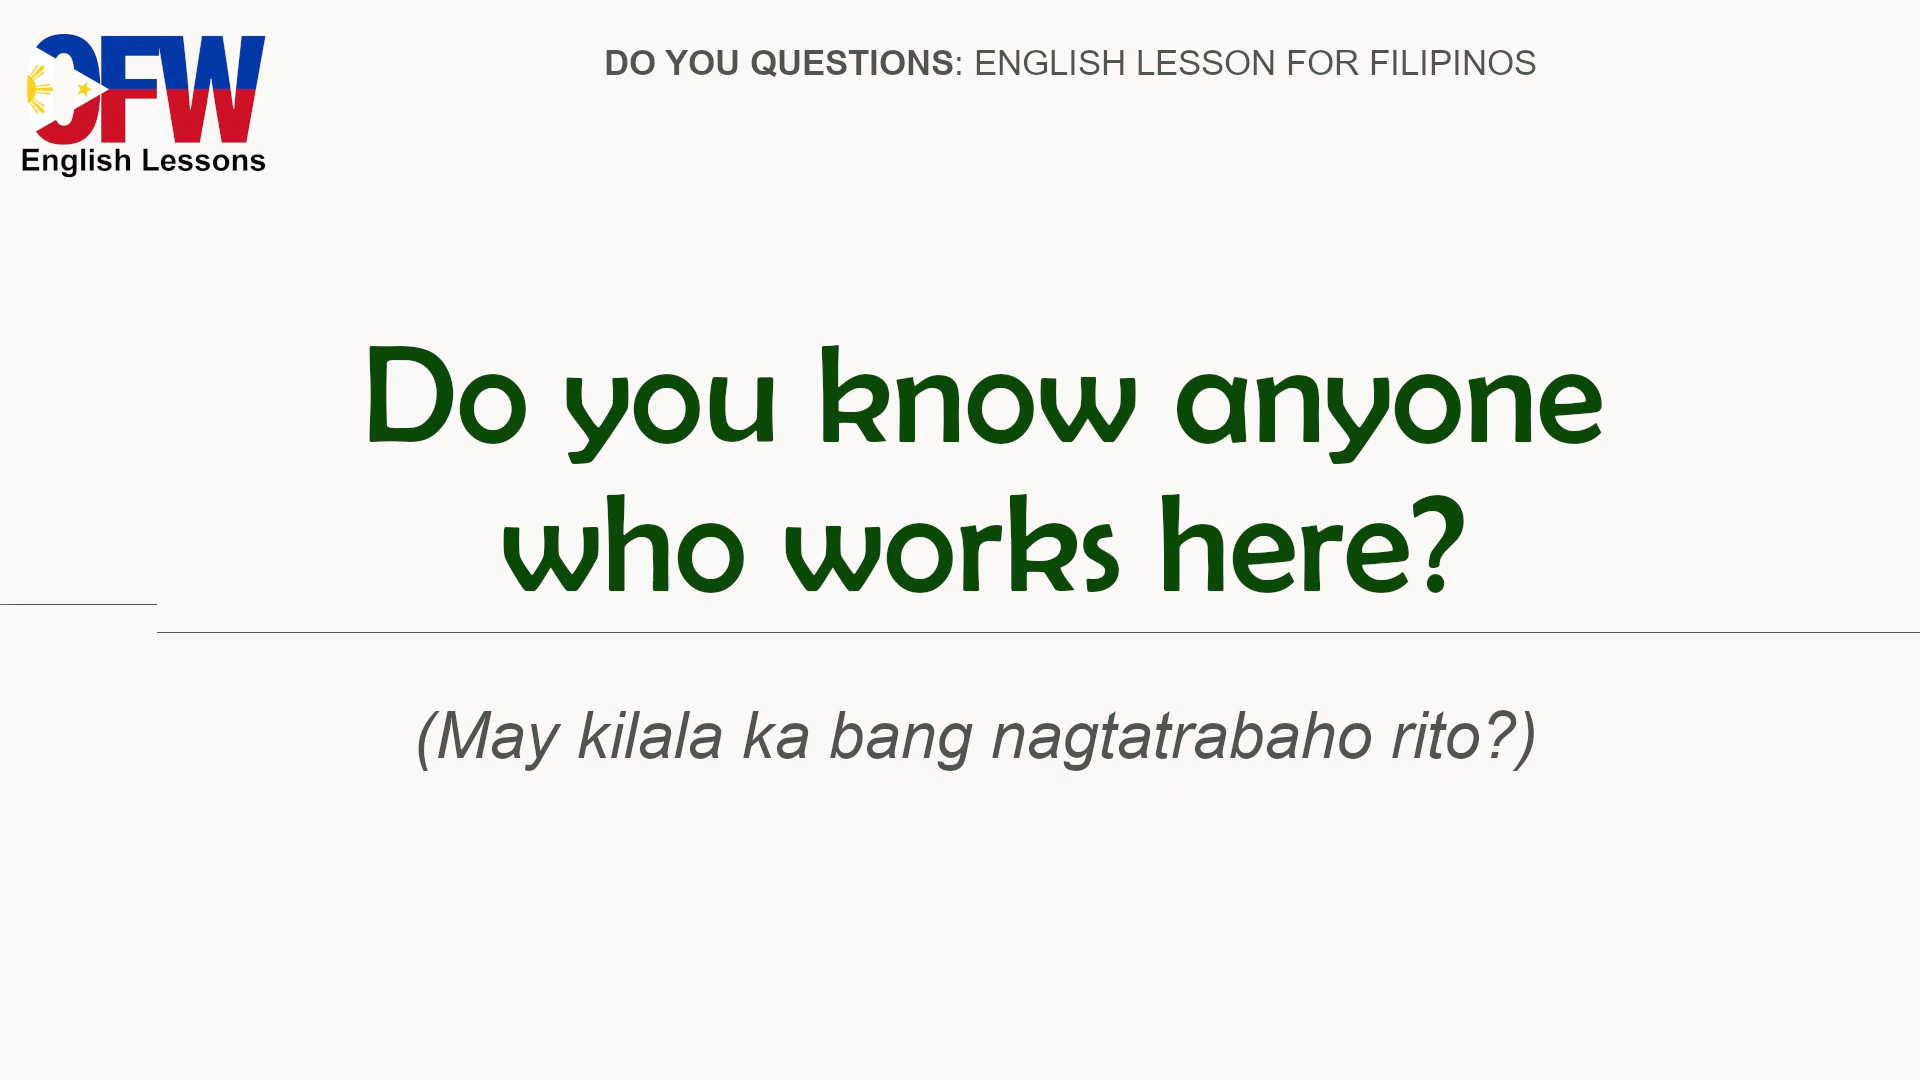 OFW
English Lessons
DO YOU QUESTIONS: ENGLISH LESSON FOR FILIPINOS
Do you know anyone
who works here?
(May kilala ka bang nagtatrabaho rito?)